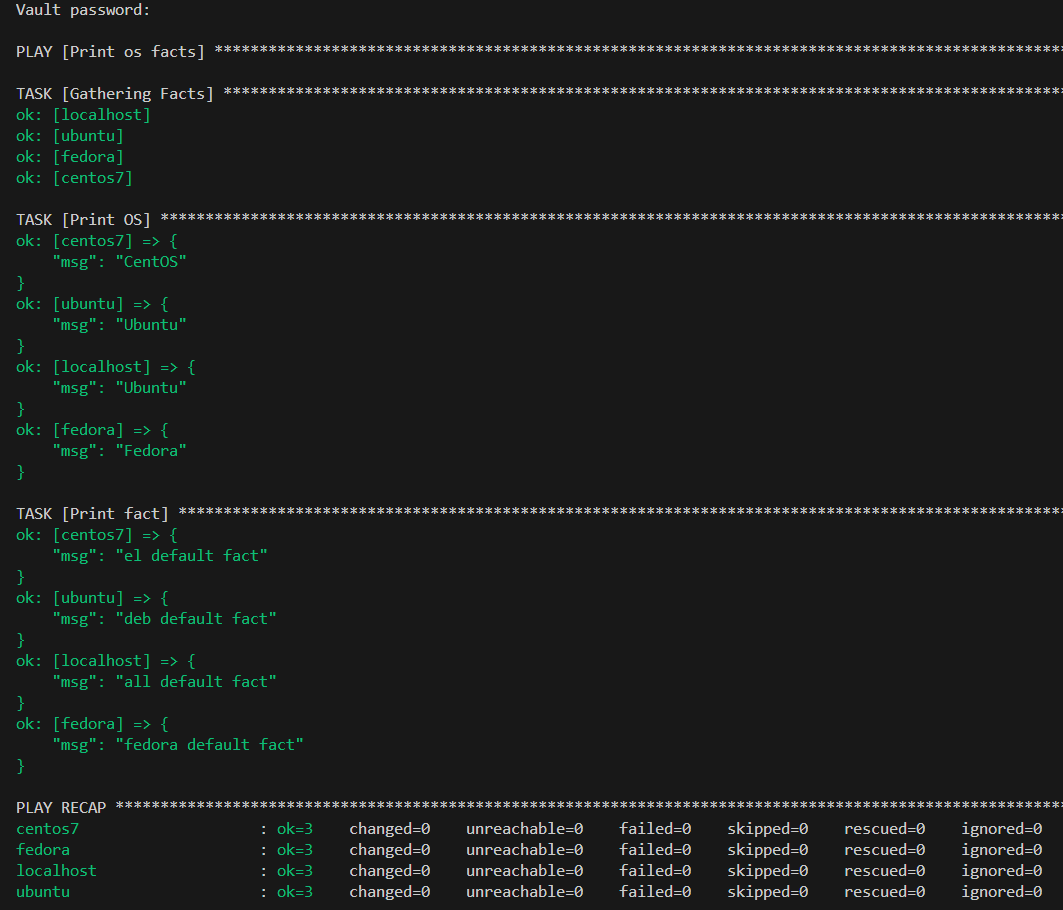 Vault password:
PLAY [Print os facts] **********************************************************************************************
TASK [Gathering Facts] *********************************************************************************************
ok: [localhost]
ok: [ubuntu]
ok: [fedora]
ok: [centos7]
TASK [Print OS] ****************************************************************************************************
ok: [centos7] => {
    "msg": "CentOS"
}
ok: [ubuntu] => {
    "msg": "Ubuntu"
}
ok: [localhost] => {
    "msg": "Ubuntu"
}
ok: [fedora] => {
    "msg": "Fedora"
}
TASK [Print fact] **************************************************************************************************
ok: [centos7] => {
    "msg": "el default fact"
}
ok: [ubuntu] => {
    "msg": "deb default fact"
}
ok: [localhost] => {
    "msg": "all default fact"
}
ok: [fedora] => {
    "msg": "fedora default fact"
}
PLAY RECAP *********************************************************************************************************
centos7                    : ok=3    changed=0    unreachable=0    failed=0    skipped=0    rescued=0    ignored=0
fedora                     : ok=3    changed=0    unreachable=0    failed=0    skipped=0    rescued=0    ignored=0
localhost                  : ok=3    changed=0    unreachable=0    failed=0    skipped=0    rescued=0    ignored=0
ubuntu                     : ok=3    changed=0    unreachable=0    failed=0    skipped=0    rescued=0    ignored=0